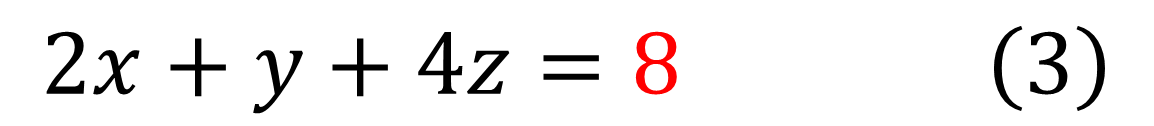 2x + y + 4z = 8 (3)